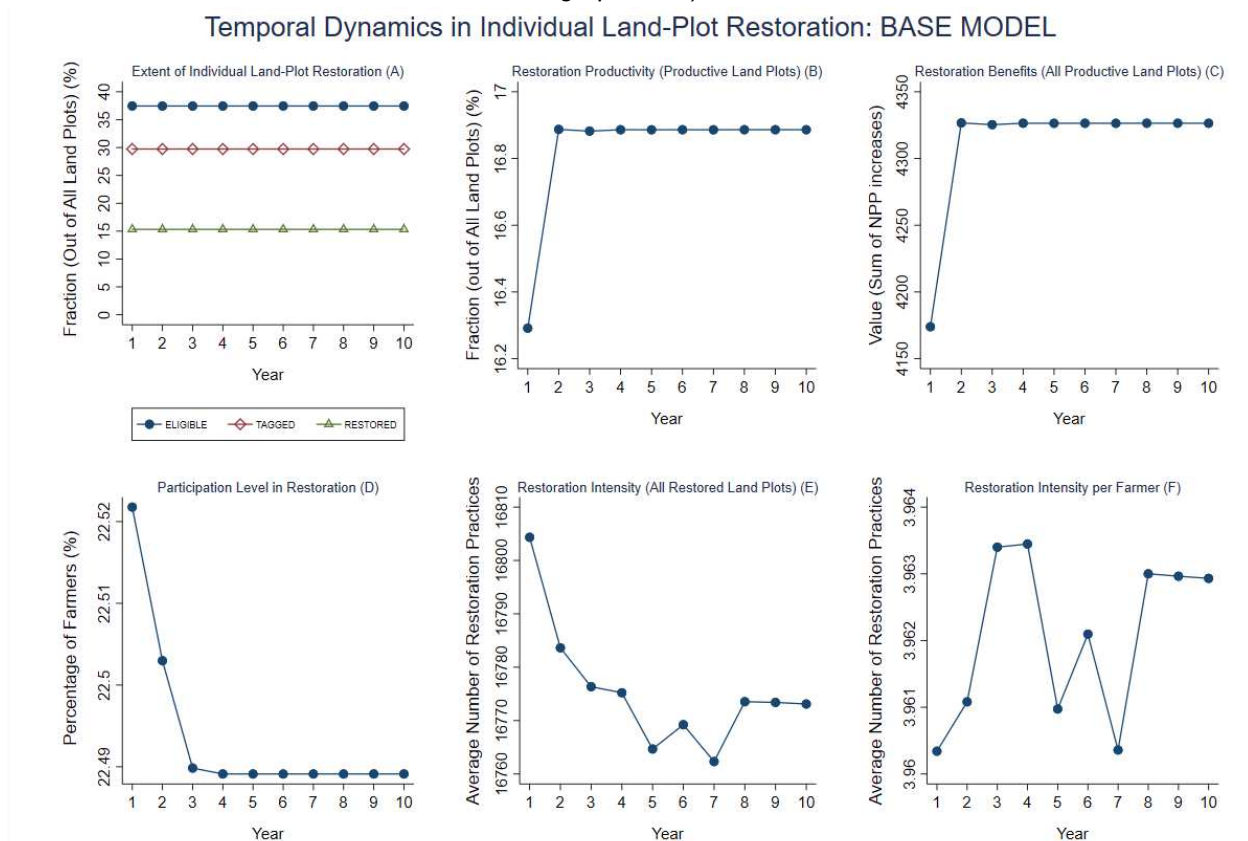 Temporal Dynamics in Individual Land-Plot Restoration: BASE MODEL
Extent of Individual Land-Plot Restoration (A)
Fraction (Out of All Land Plots) (%)
40
35
30
25
20
15
10
5
0
1 2 3 4 5 6 7 8 9 10
Year
ELIGIBLE TAGGED RESTORED
Restoration Productivity (Productive Land Plots) (B)
Fraction (out of All Land Plots) (%)
17
16.8
16.6
16.4
16.2
1 2 3 4 5 6 7 8 9 10
Year
Restoration Benefits (All Productive Land Plots) (C)
Value (Sum of NPP increases)
4350
4300
4250
4200
4150
1 2 3 4 5 6 7 8 9 10
Year
Participation Level in Restoration (D)
Percentage of Farmers (%)
22.52
22.51
22.5
22.49
1 2 3 4 5 6 7 8 9 10
Year
Restoration Intensity (All Restored Land Plots) (E)
Average Number of Restoration Practices
16810
16800
16790
16780
16770
16760
1 2 3 4 5 6 7 8 9 10
Year
Restoration Intensity per Farmer (F)
Average Number of Restoration Practices
3.964
3.963
3.962
3.961
3.96
1 2 3 4 5 6 7 8 9 10
Year